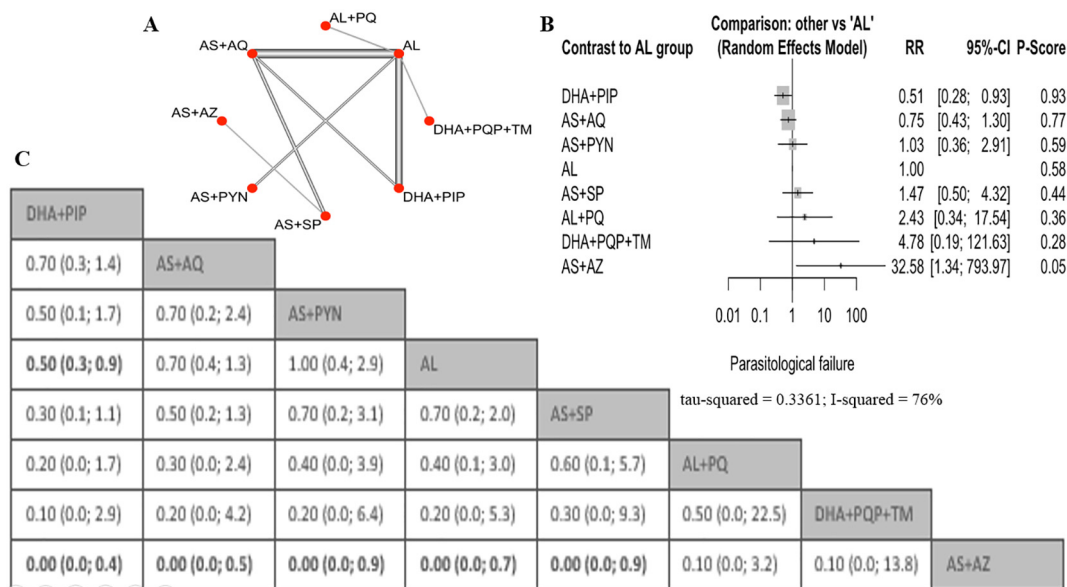 A
AL+PQ
AS+AQ
AL
AS+AZ
DHA+PQP+TM
AS+PYN
DHA+PIP
AS+SP
B
Comparison: other vs 'AL'
Contrast to AL group (Random Effects Model) RR 95%-CI P-Score
DHA+PIP 0.51 [0.28; 0.93] 0.93
AS+AQ 0.75 [0.43; 1.30] 0.77
AS+PYN 1.03 [0.36; 2.91] 0.59
AL 1.00 0.58
AS+SP 1.47 [0.50; 4.32] 0.44
AL+PQ 2.43 [0.34; 17.54] 0.36
DHA+PQP+TM 4.78 [0.19; 121.63] 0.28
AS+AZ 32.58 [1.34; 793.97] 0.05
0.01 0.1 1 10 100
Parasitological failure
tau-squared = 0.3361; I-squared = 76%
C
DHA+PIP
0.70 (0.3; 1.4) AS+AQ
0.50 (0.1; 1.7) 0.70 (0.2; 2.4) AS+PYN
0.50 (0.3; 0.9) 0.70 (0.4; 1.3) 1.00 (0.4; 2.9) AL
0.30 (0.1; 1.1) 0.50 (0.2; 1.3) 0.70 (0.2; 3.1) 0.70 (0.2; 2.0) AS+SP
0.20 (0.0; 1.7) 0.30 (0.0; 2.4) 0.40 (0.0; 3.9) 0.40 (0.1; 3.0) 0.60 (0.1; 5.7) AL+PQ
0.10 (0.0; 2.9) 0.20 (0.0; 4.2) 0.20 (0.0; 6.4) 0.20 (0.0; 5.3) 0.30 (0.0; 9.3) 0.50 (0.0; 22.5) DHA+PQP+TM
0.00 (0.0; 0.4) 0.00 (0.0; 0.5) 0.00 (0.0; 0.9) 0.00 (0.0; 0.7) 0.00 (0.0; 0.9) 0.10 (0.0; 3.2) 0.10 (0.0; 13.8) AS+AZ